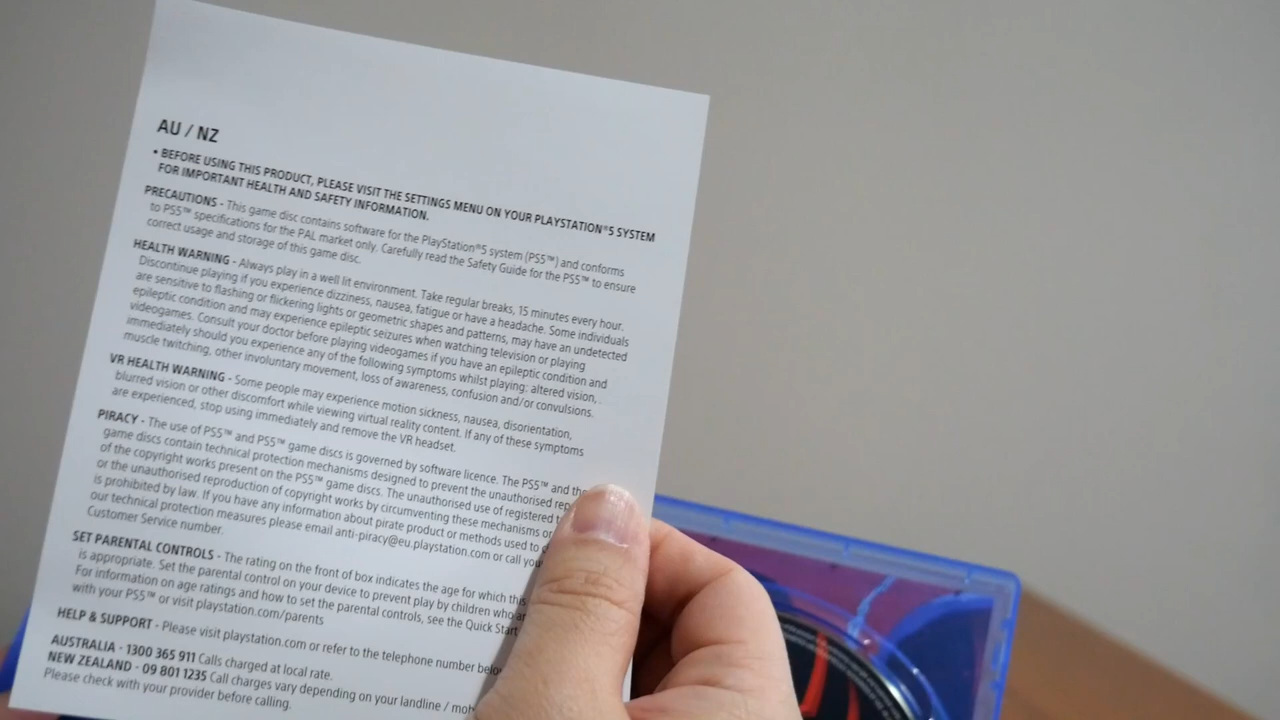 AU / NZ
• BEFORE USING THIS PRODUCT, PLEASE VISIT THE SETTINGS MENU ON YOUR PLAYSTATION®5 SYSTEM
FOR IMPORTANT HEALTH AND SAFETY INFORMATION.
PRECAUTIONS - This game disc contains software for the PlayStation®5 system (PS5™) and conforms
to PS5™ specifications for the PAL market only. Carefully read the Safety Guide for the PS5™ to ensure
correct usage and storage of this game disc.
HEALTH WARNING - Always play in a well lit environment. Take regular breaks, 15 minutes every hour.
Discontinue playing if you experience dizziness, nausea, fatigue or have a headache. Some individuals
are sensitive to flashing or flickering lights or geometric shapes and patterns, may have an undetected
epileptic condition and may experience epileptic seizures when watching television or playing
videogames. Consult your doctor before playing videogames if you have an epileptic condition and
immediately should you experience any of the following symptoms whilst playing: altered vision,
muscle twitching, other involuntary movement, loss of awareness, confusion and/or convulsions.
VR HEALTH WARNING - Some people may experience motion sickness, nausea, disorientation,
blurred vision or other discomfort while viewing virtual reality content. If any of these symptoms
are experienced, stop using immediately and remove the VR headset.
PIRACY - The use of PS5™ and PS5™ game discs is governed by software licence. The PS5™ and the
game discs contain technical protection mechanisms designed to prevent the unauthorised rep
of the copyright works present on the PS5™ game discs. The unauthorised use of registered t
or the unauthorised reproduction of copyright works by circumventing these mechanisms or
is prohibited by law. If you have any information about pirate product or methods used to c
our technical protection measures please email anti-piracy@eu.playstation.com or call you
Customer Service number.
SET PARENTAL CONTROLS - The rating on the front of box indicates the age for which this
is appropriate. Set the parental control on your device to prevent play by children who ar
For information on age ratings and how to set the parental controls, see the Quick Start
with your PS5™ or visit playstation.com/parents
HELP & SUPPORT - Please visit playstation.com or refer to the telephone number belo
AUSTRALIA - 1300 365 911 Calls charged at local rate.
NEW ZEALAND - 09 801 1235 Call charges vary depending on your landline / mob
Please check with your provider before calling.